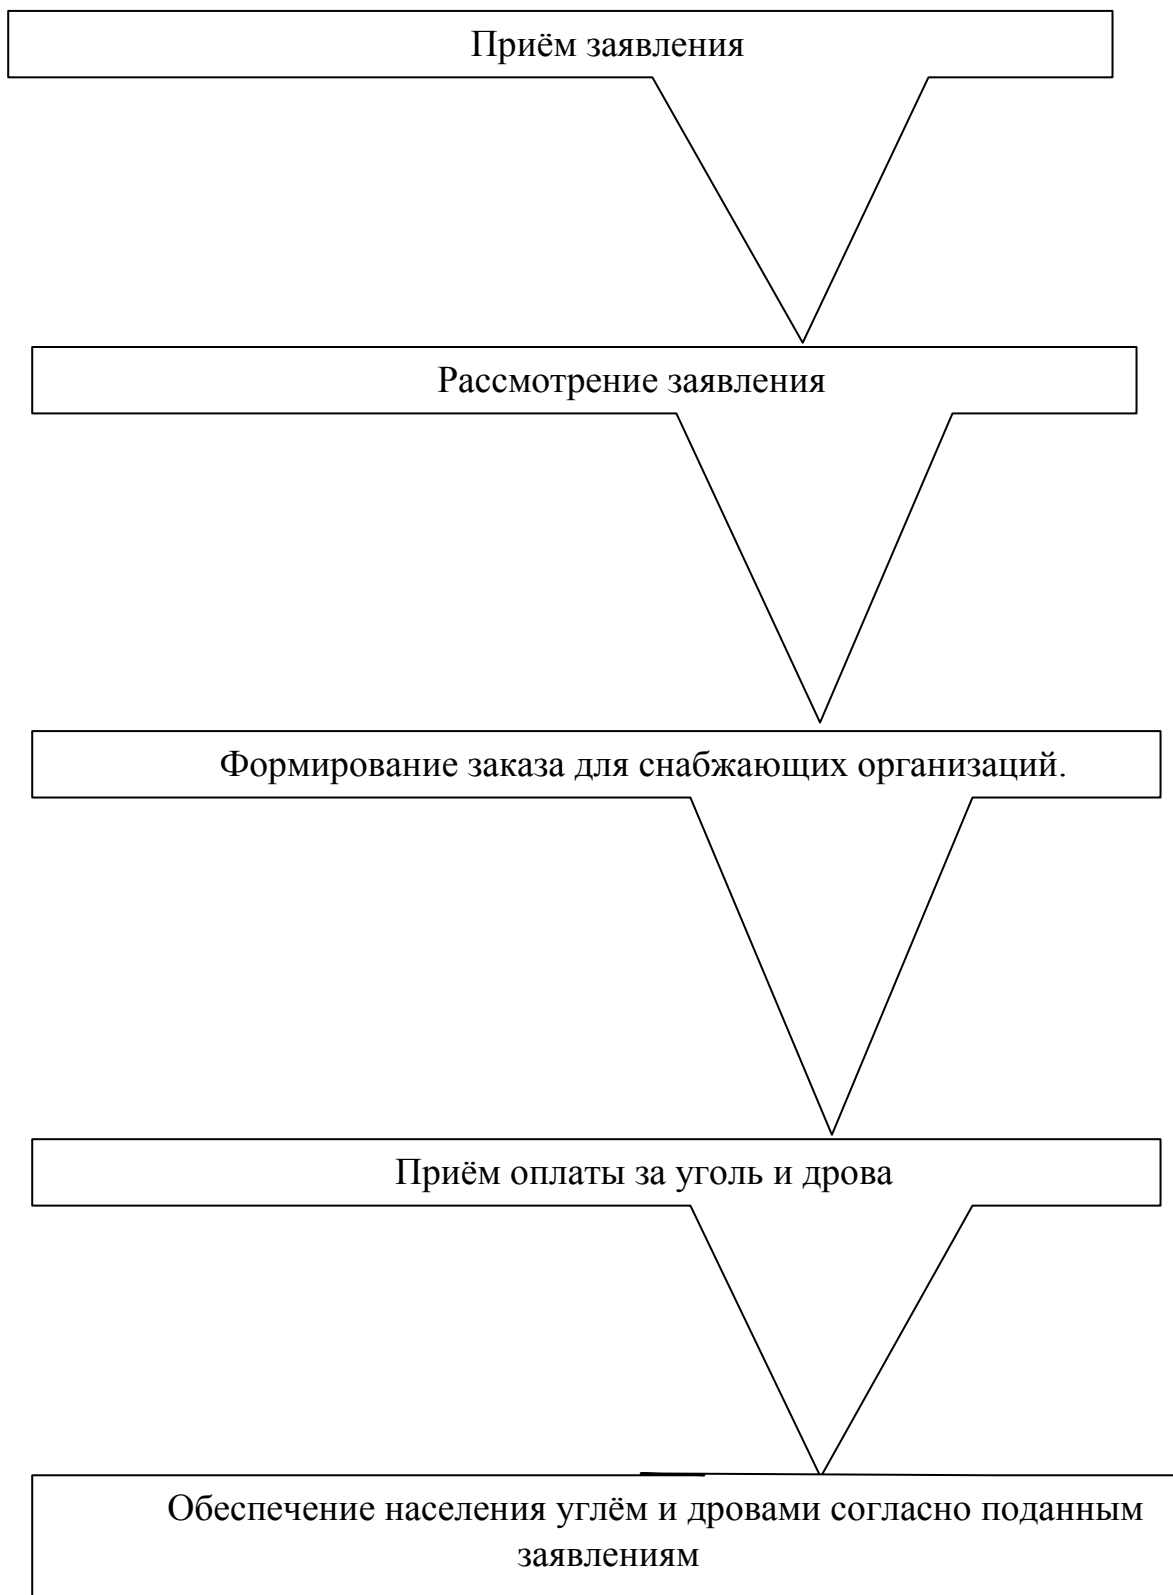 Приём заявления
Рассмотрение заявления
Формирование заказа для снабжающих организаций.
Приём оплаты за уголь и дрова
Обеспечение населения углём и дровами согласно поданным
заявлениям